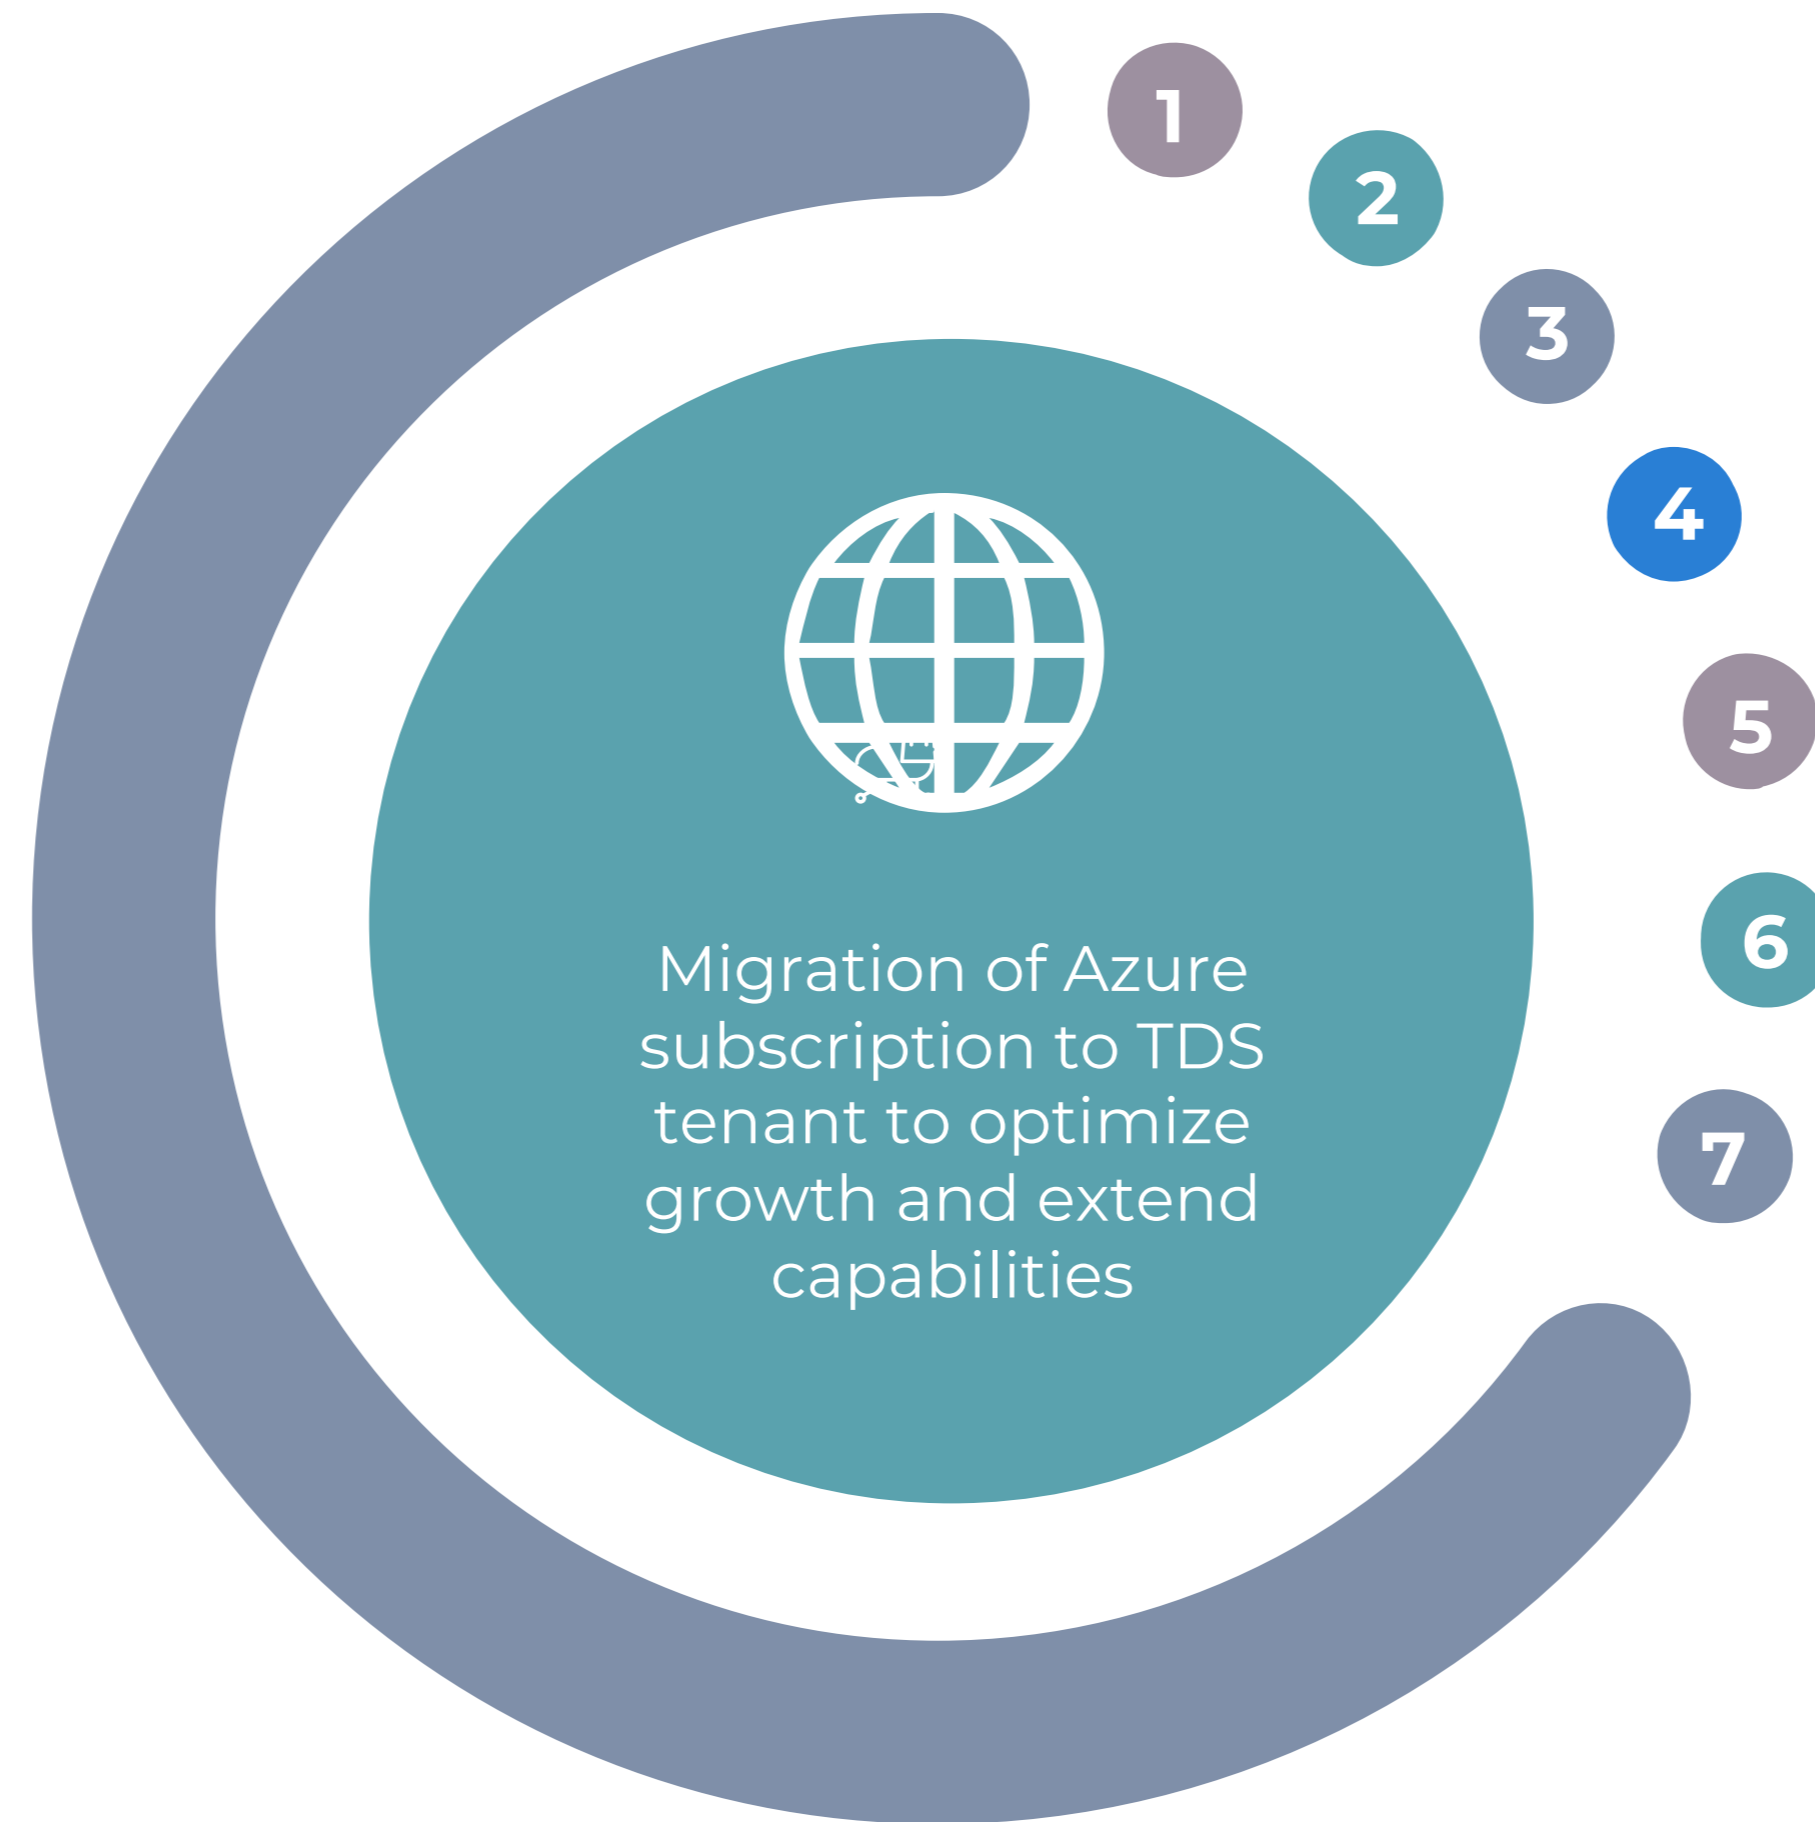 1
2
3
4
5
6
7
Migration of Azure
subscription to TDS
tenant to optimize
growth and extend
capabilities